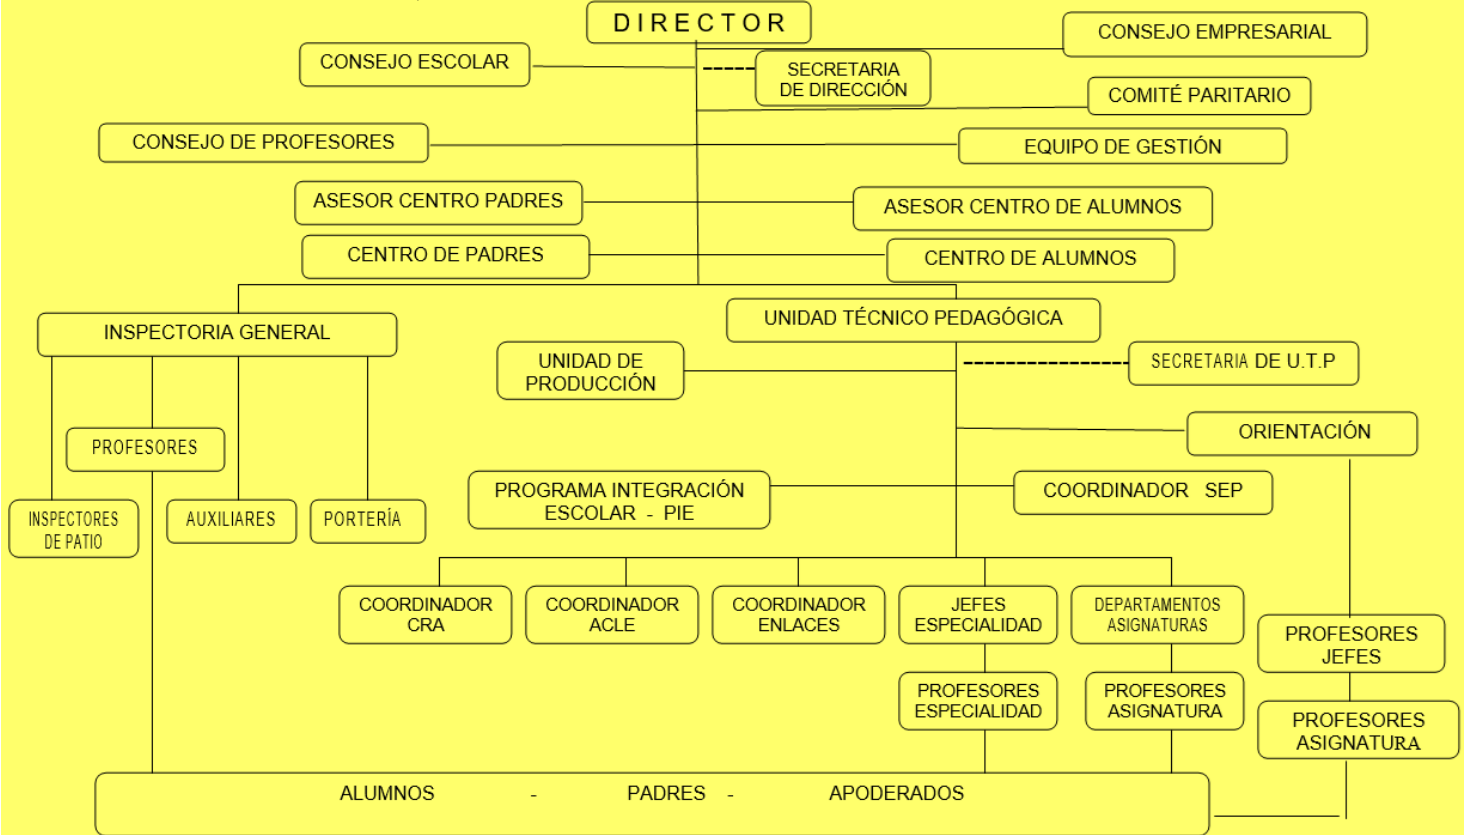 DIRECTOR
CONSEJO EMPRESARIAL
CONSEJO ESCOLAR
SECRETARIA
DE DIRECCIÓN
COMITÉ PARITARIO
CONSEJO DE PROFESORES
EQUIPO DE GESTIÓN
ASESOR CENTRO PADRES
ASESOR CENTRO DE ALUMNOS
CENTRO DE PADRES
CENTRO DE ALUMNOS
INSPECTORIA GENERAL
UNIDAD TÉCNICO PEDAGÓGICA
UNIDAD DE
PRODUCCIÓN
SECRETARIA DE U.T.P
PROFESORES
ORIENTACIÓN
PROGRAMA INTEGRACIÓN
ESCOLAR - PIE
COORDINADOR SEP
INSPECTORES
DE PATIO
AUXILIARES
PORTERÍA
COORDINADOR
CRA
COORDINADOR
ACLE
COORDINADOR
ENLACES
JEFES
ESPECIALIDAD
DEPARTAMENTOS
ASIGNATURAS
PROFESORES
JEFES
PROFESORES
ESPECIALIDAD
PROFESORES
ASIGNATURA
PROFESORES
ASIGNATURA
ALUMNOS - PADRES - APODERADOS